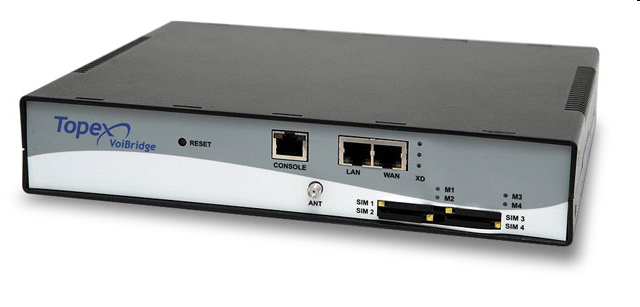 Topex
VoiBridge
RESET
CONSOLE
LAN
WAN
XD
ANT
M1
M2
M3
M4
SIM 1
SIM 2
SIM 3
SIM 4